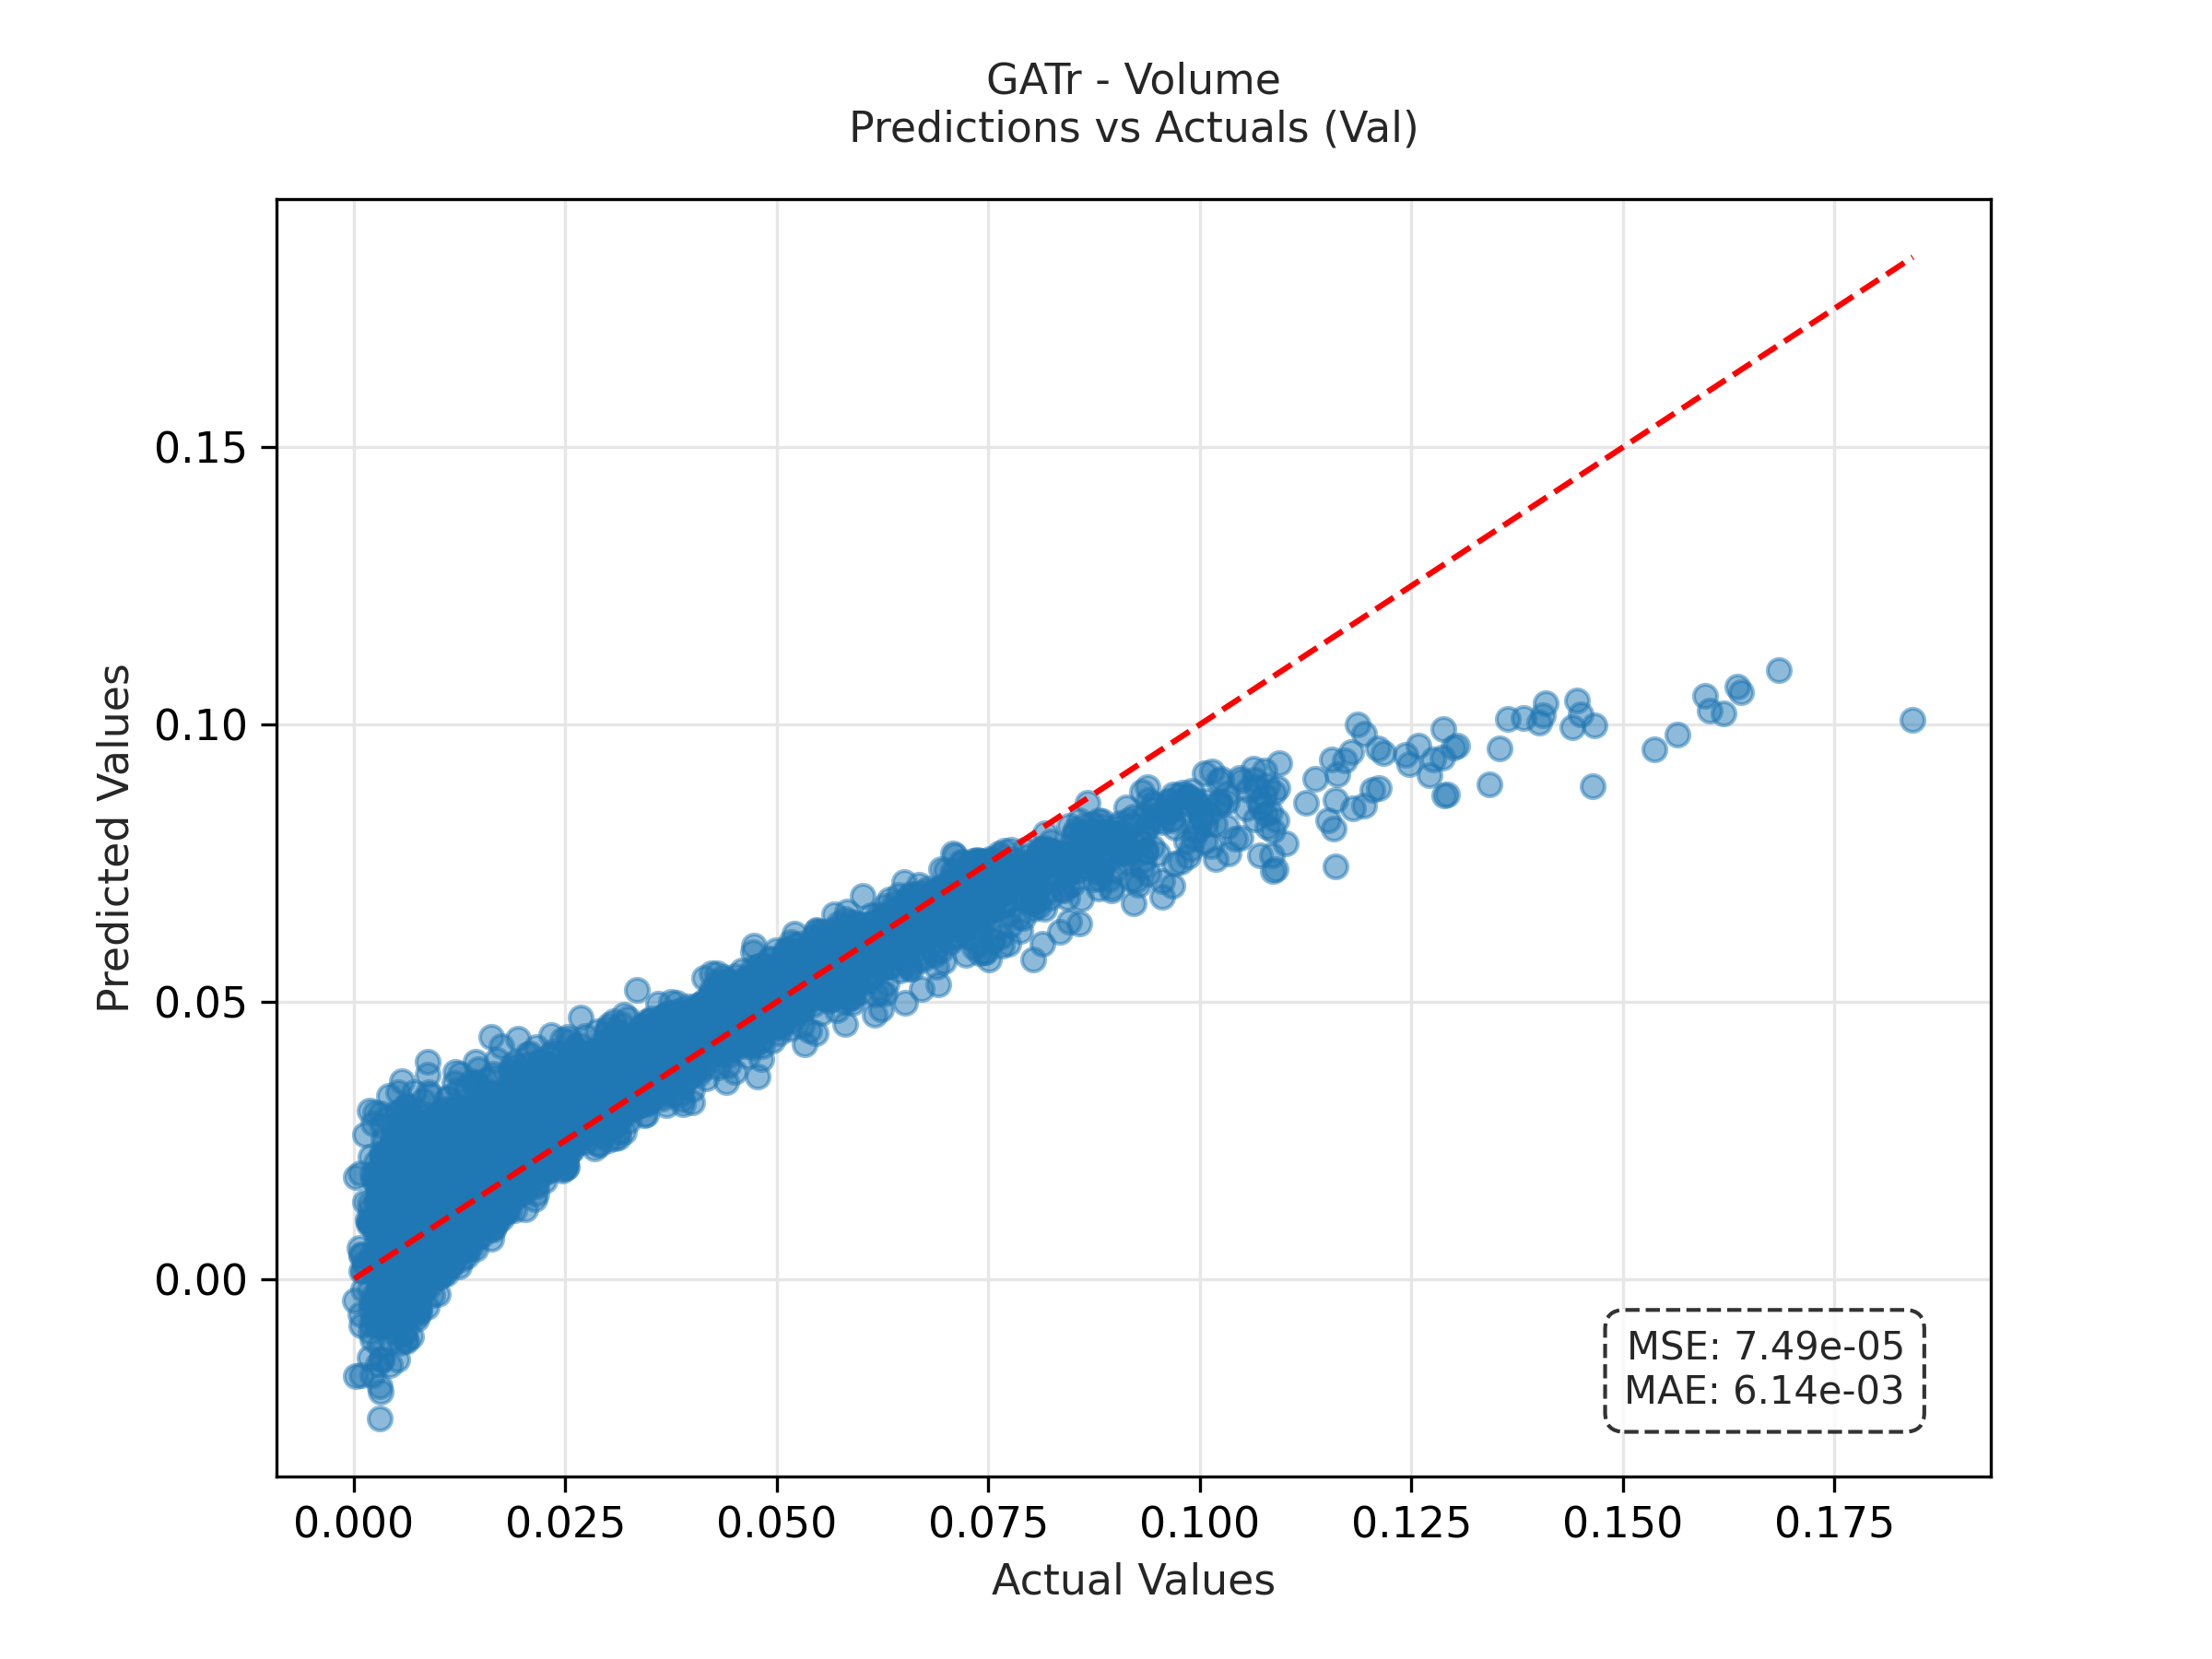 GATr - Volume
Predictions vs Actuals (Val)
Predicted Values
0.15
0.10
0.05
0.00
MSE: 7.49e-05
MAE: 6.14e-03
0.000 0.025 0.050 0.075 0.100 0.125 0.150 0.175
Actual Values